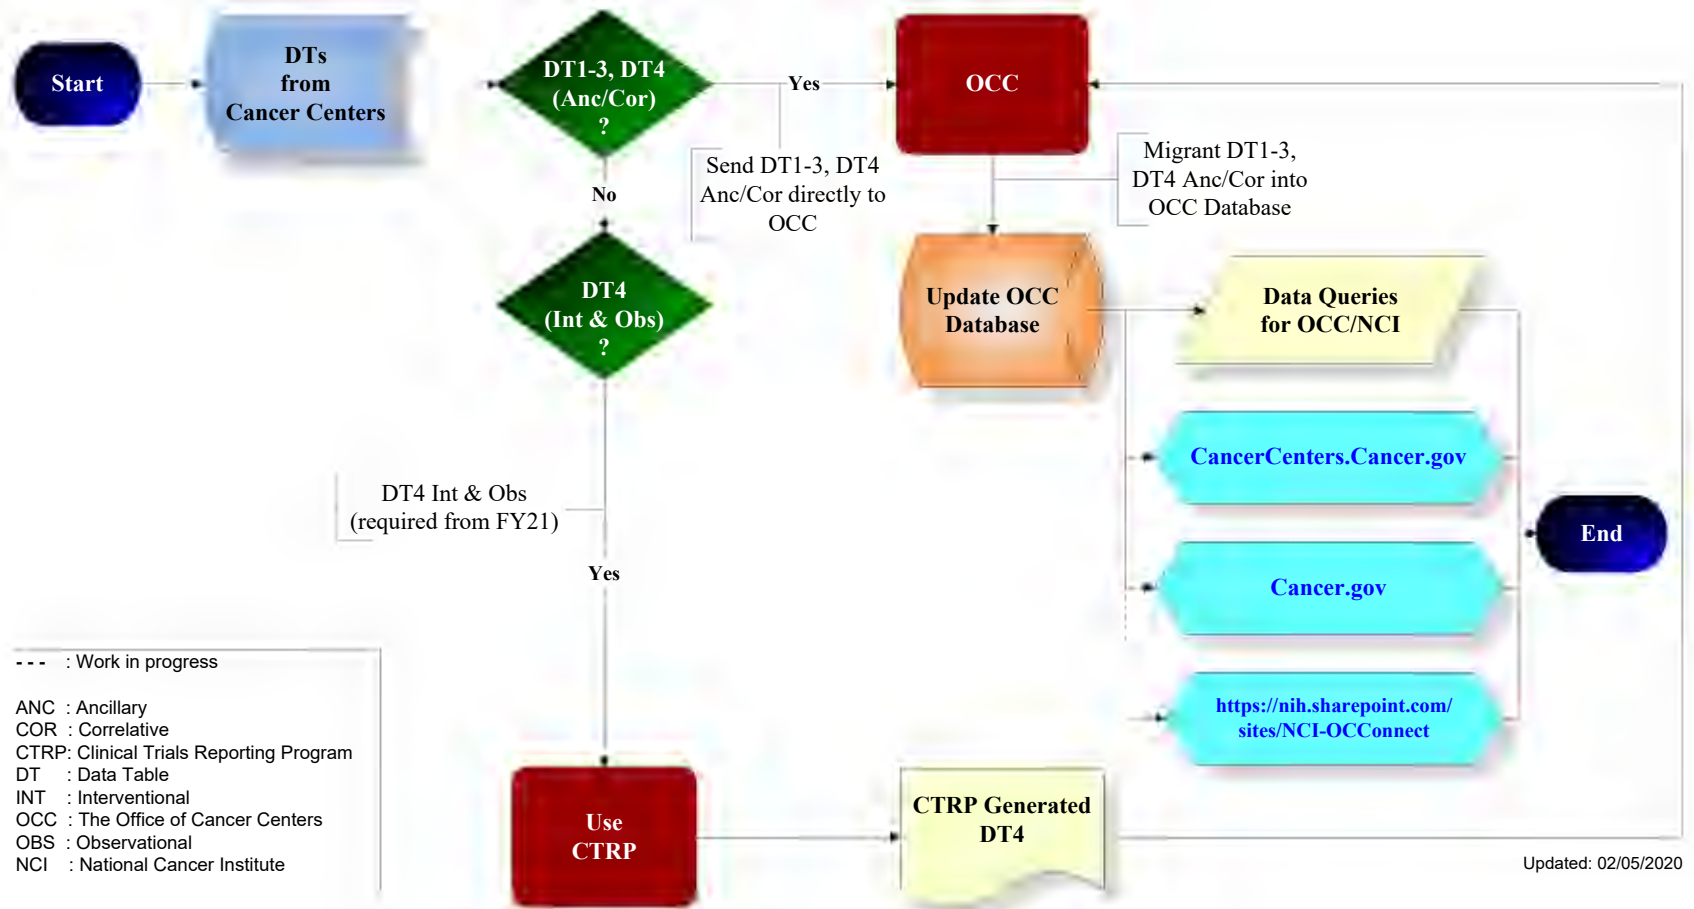 Start
DTs
from
Cancer Centers
DT1-3, DT4
(Anc/Cor)
?
Yes
OCC
Send DT1-3, DT4
Anc/Cor directly to
OCC
Migrant DT1-3,
DT4 Anc/Cor into
OCC Database
No
DT4
(Int & Obs)
?
Update OCC
Database
Data Queries
for OCC/NCI
CancerCenters.Cancer.gov
DT4 Int & Obs
(required from FY21)
End
Yes
Cancer.gov
https://nih.sharepoint.com/
sites/NCI-OCConnect
Use
CTRP
CTRP Generated
DT4
--- : Work in progress
ANC : Ancillary
COR : Correlative
CTRP: Clinical Trials Reporting Program
DT : Data Table
INT : Interventional
OCC : The Office of Cancer Centers
OBS : Observational
NCI : National Cancer Institute
Updated: 02/05/2020